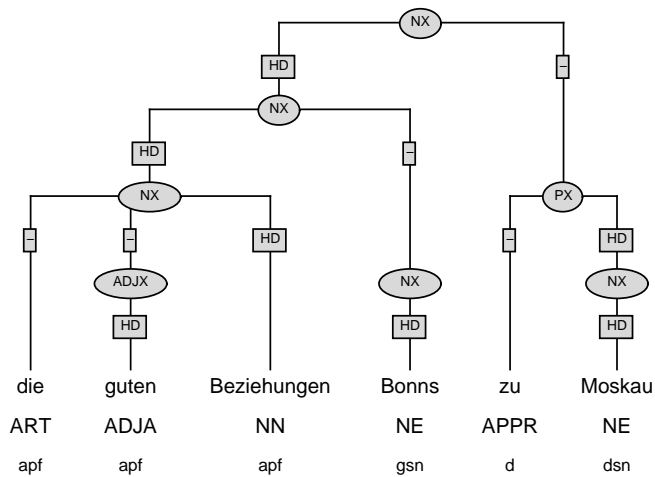 NX
HD –
NX
HD –
NX PX
– – HD – HD
ADJX NX NX
HD HD HD
die guten Beziehungen Bonns zu Moskau
ART ADJA NN NE APPR NE
apf apf apf gsn d dsn